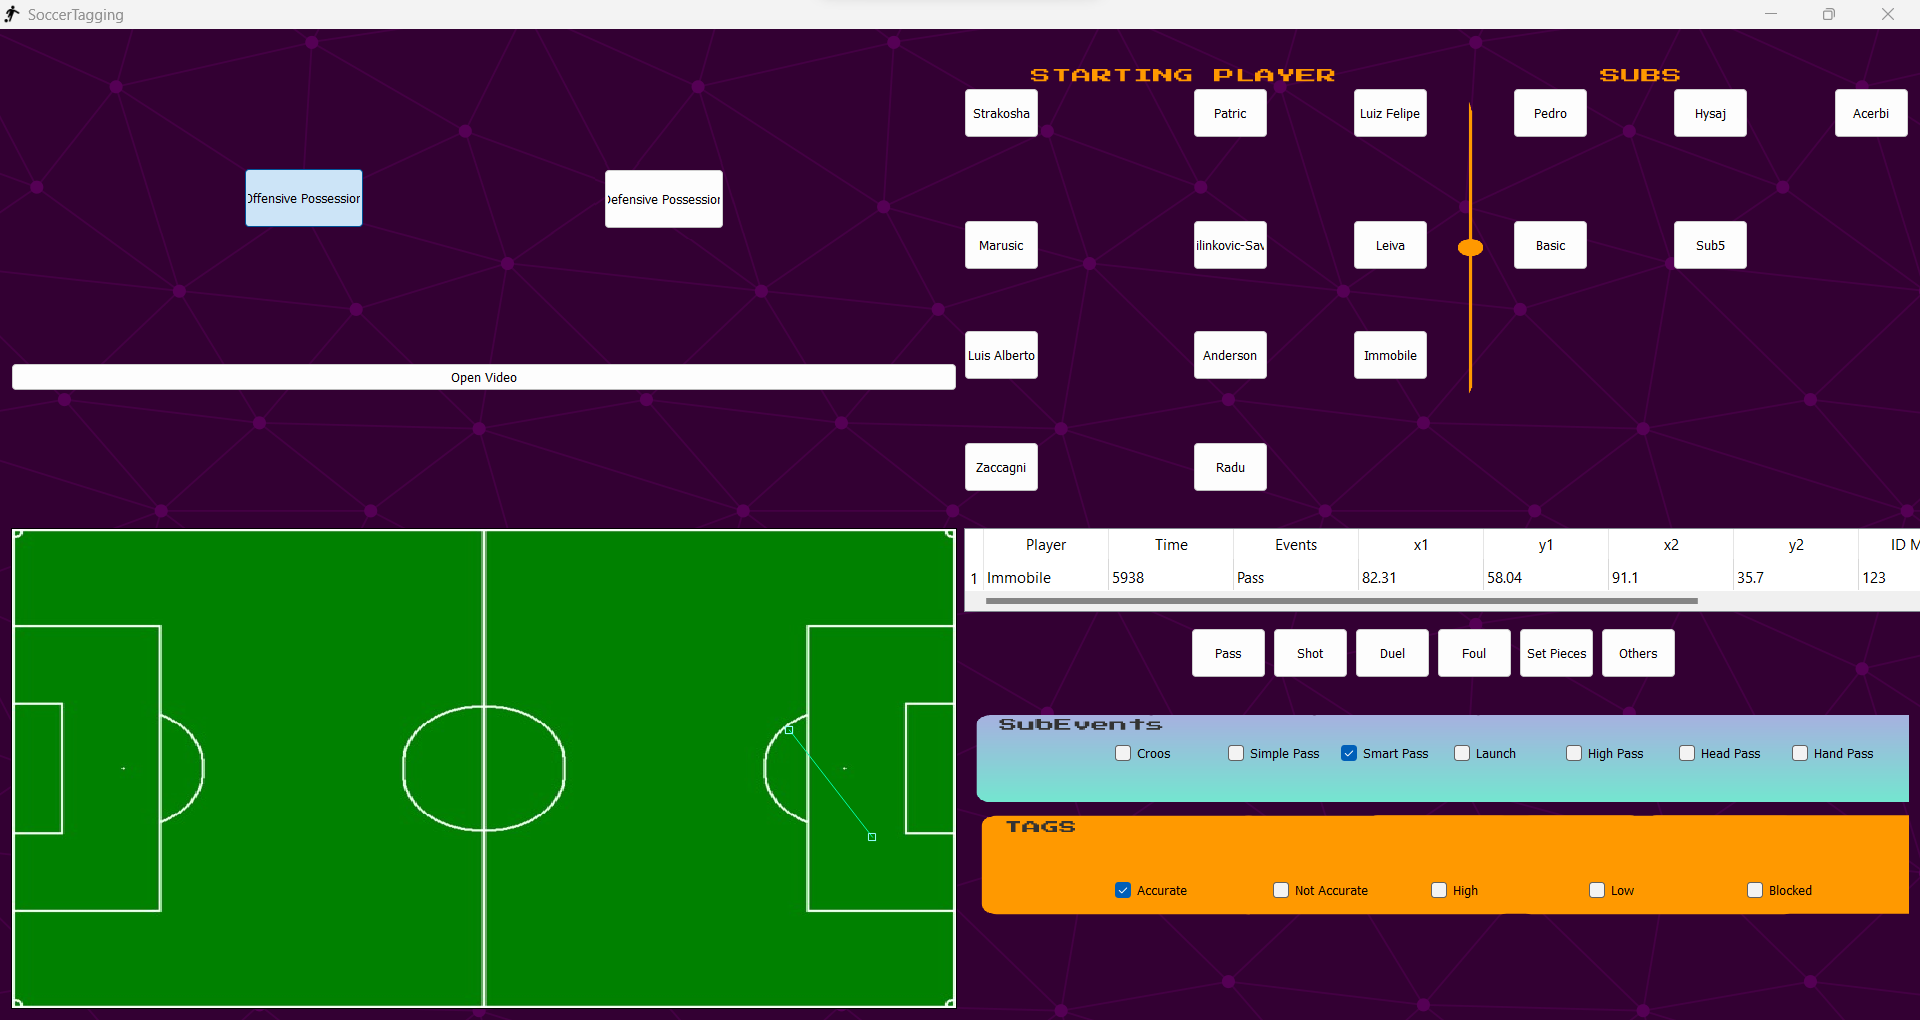 SoccerTagging
STARTING PLAYER
SUBS
Strakosha
Patric
Luiz Felipe
Pedro
Hysaj
Acerbi
Offensive Possession
Defensive Possession
Marusic
ilinkovic-Sav
Leiva
Basic
Sub5
Luis Alberto
Anderson
Immobile
Open Video
Zaccagni
Radu
Player Time Events x1 y1 x2 y2 ID M
1 Immobile 5938 Pass 82.31 58.04 91.1 35.7 123
Pass
Shot
Duel
Foul
Set Pieces
Others
SubEvents
Croos
Simple Pass
Smart Pass
Launch
High Pass
Head Pass
Hand Pass
TAGS
Accurate
Not Accurate
High
Low
Blocked